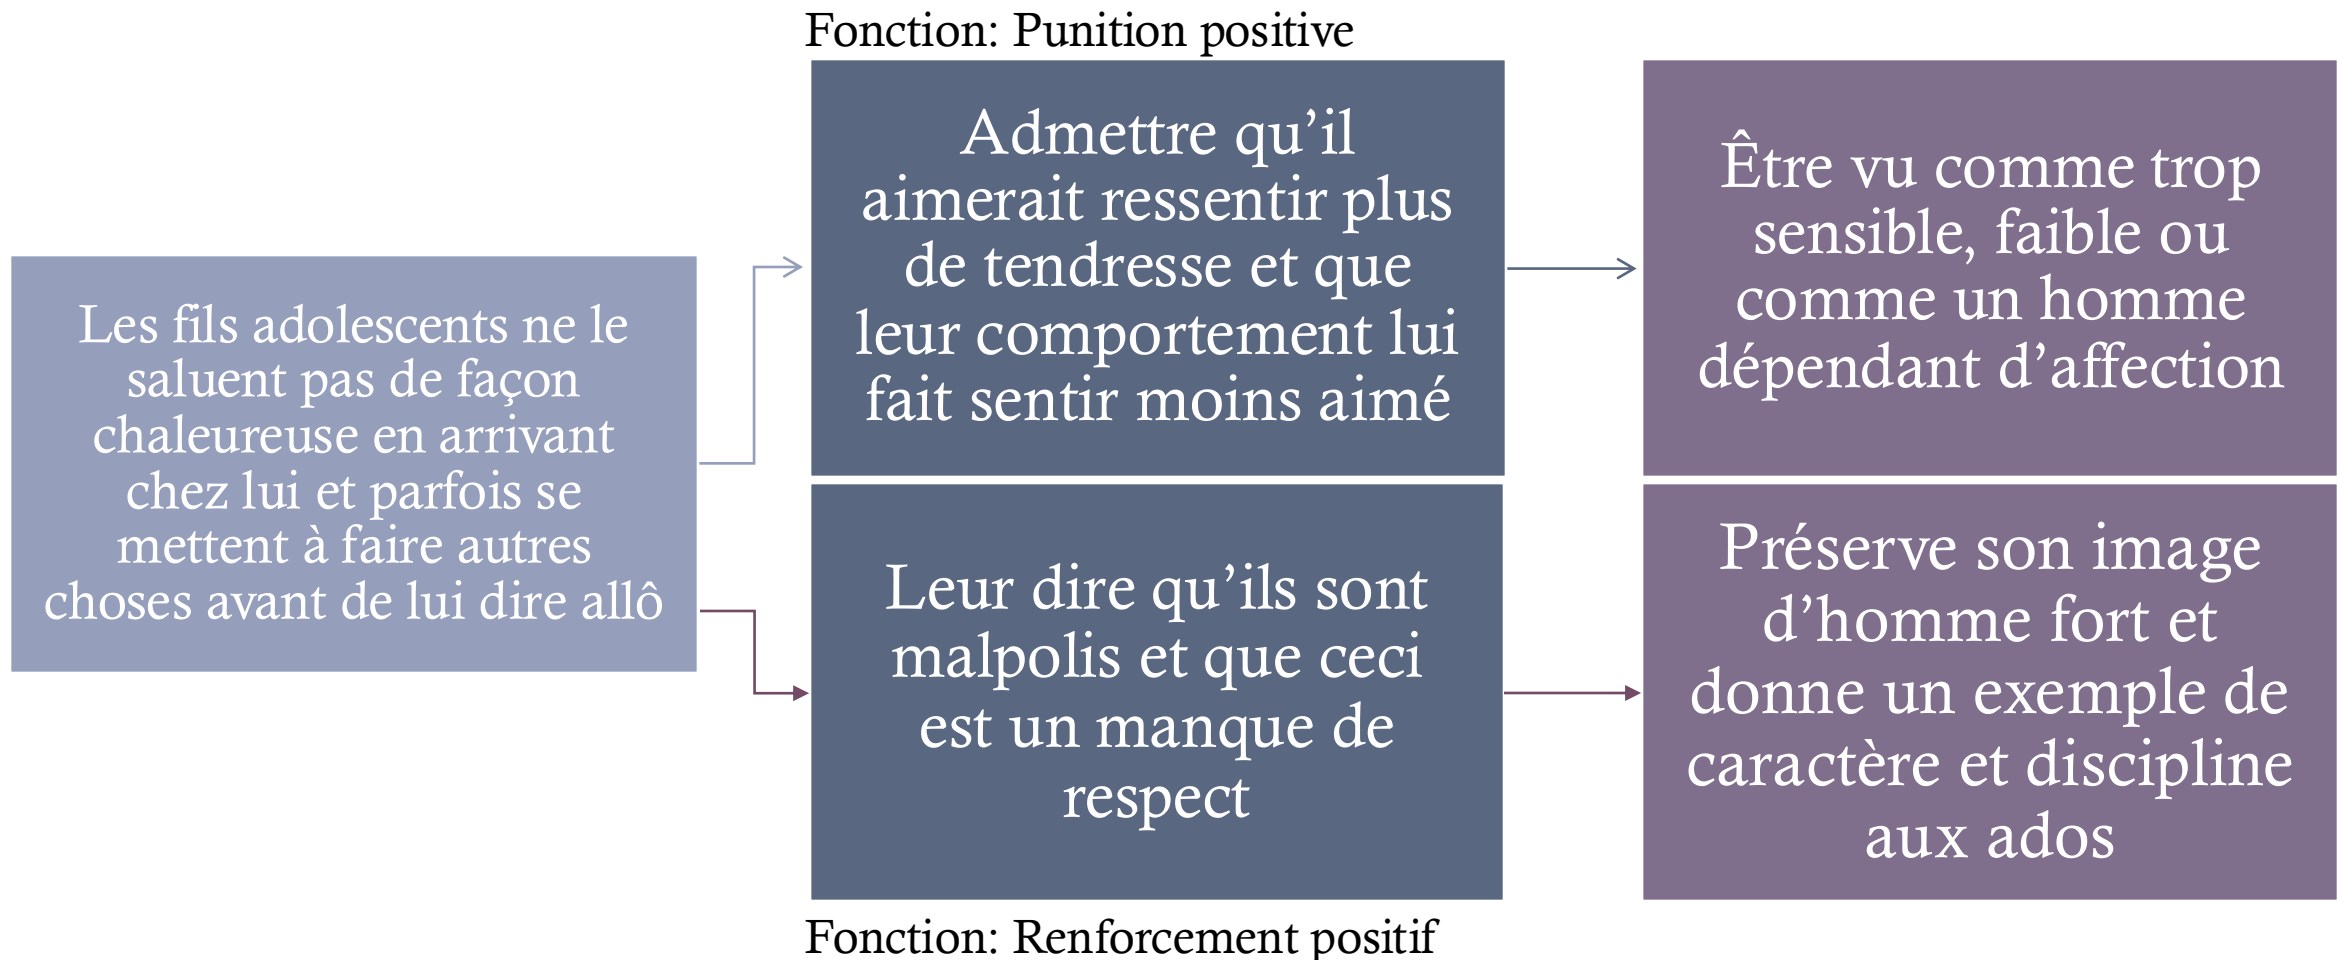 Fonction: Punition positive
Les fils adolescents ne le
saluent pas de façon
chaleureuse en arrivant
chez lui et parfois se
mettent à faire autres
choses avant de lui dire allô
Admettre qu’il
aimerait ressentir plus
de tendresse et que
leur comportement lui
fait sentir moins aimé
Être vu comme trop
sensible, faible ou
comme un homme
dépendant d’affection
Leur dire qu’ils sont
malpolis et que ceci
est un manque de
respect
Préserve son image
d’homme fort et
donne un exemple de
caractère et discipline
aux ados
Fonction: Renforcement positif